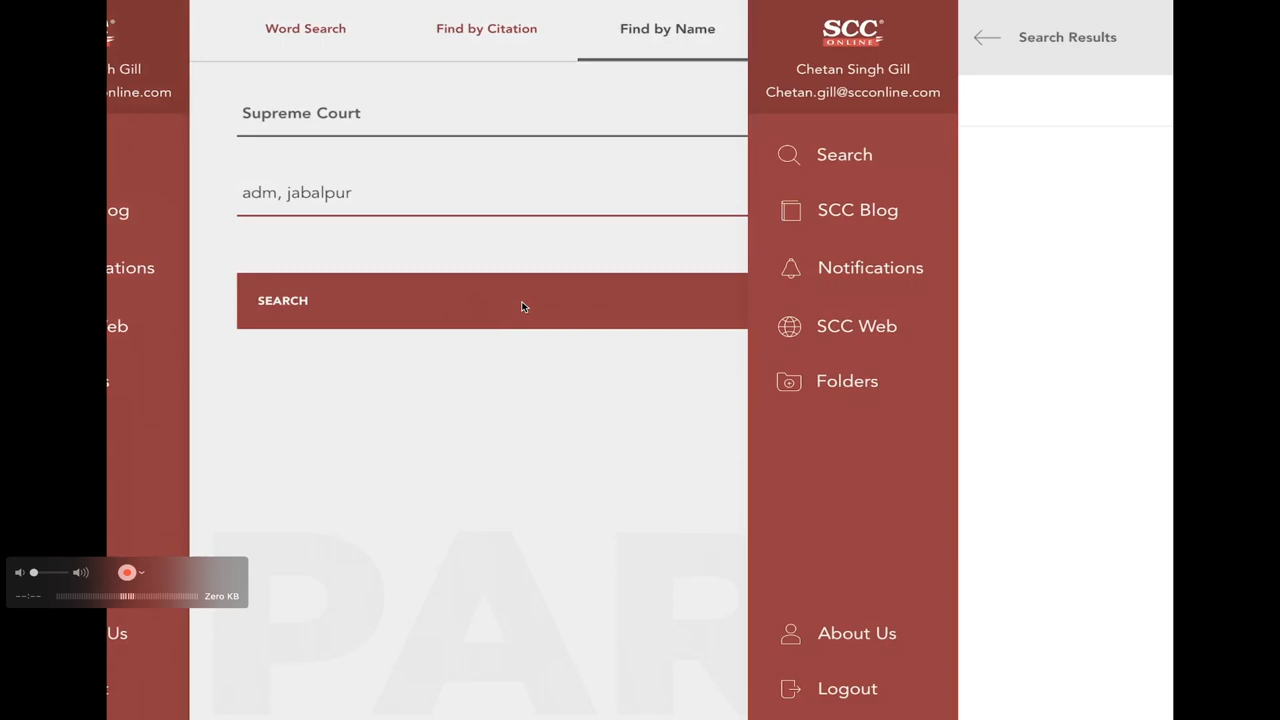 h Gill
nline.com
og
ations
eb
s
Us
t
Zero KB
Word Search
Find by Citation
Find by Name
Supreme Court
adm, jabalpur
SEARCH
PAR
SCC
ONLINE
Chetan Singh Gill
Chetan.gill@scconline.com
Search
SCC Blog
Notifications
SCC Web
Folders
About Us
Logout
Search Results